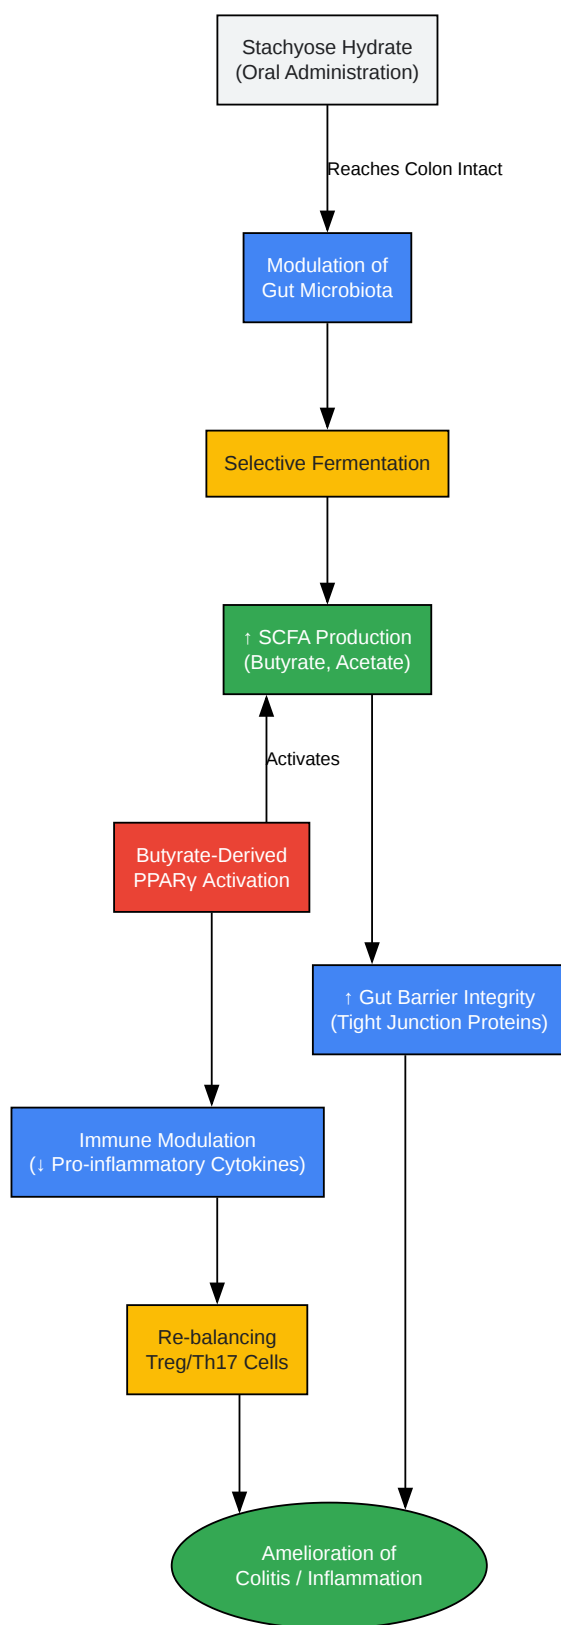 Stachyose Hydrate
(Oral Administration)
Reaches Colon Intact
Modulation of
Gut Microbiota
Selective Fermentation
↑ SCFA Production
(Butyrate, Acetate)
Activates
Butyrate-Derived
PPARγ Activation
↑ Gut Barrier Integrity
(Tight Junction Proteins)
Immune Modulation
(↓ Pro-inflammatory Cytokines)
Re-balancing
Treg/Th17 Cells
Amelioration of
Colitis / Inflammation